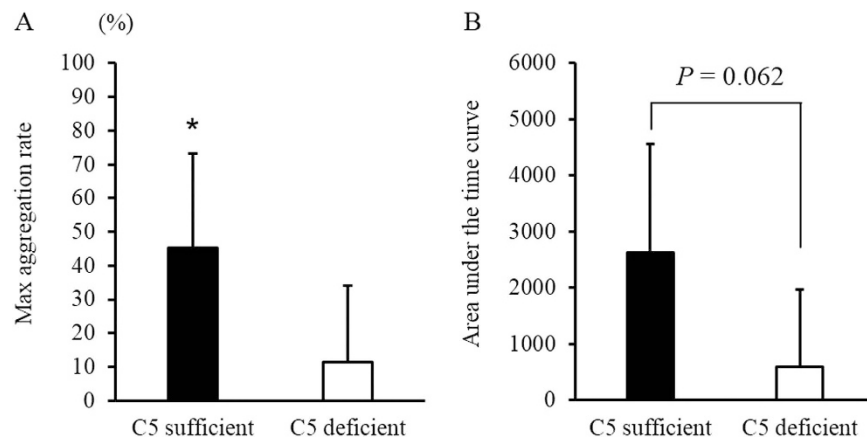 A (%)
Max aggregation rate
100
90
80
70
60
50
40
30
20
10
0
*
C5 sufficient C5 deficient
B
Area under the time curve
6000
5000
4000
3000
2000
1000
0
P = 0.062
C5 sufficient C5 deficient